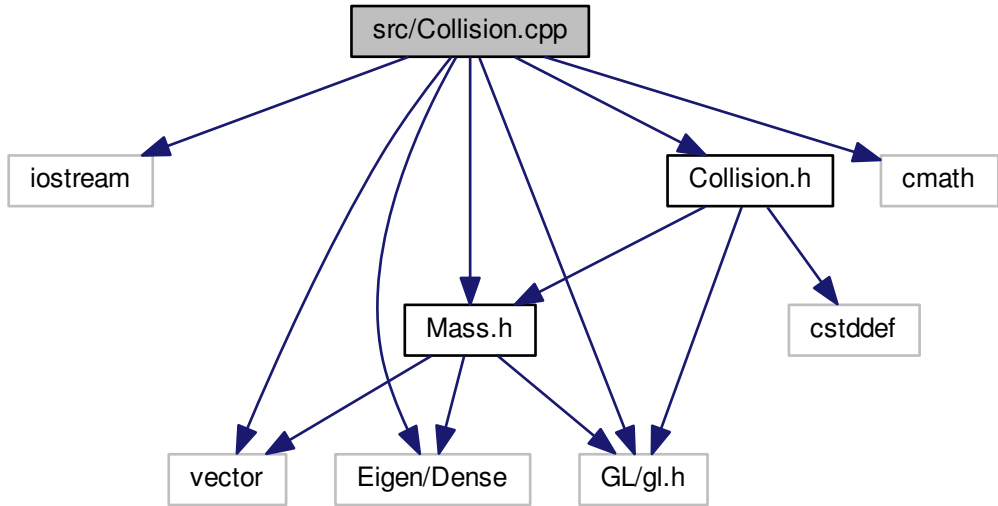 src/Collision.cpp
iostream
Collision.h
cmath
Mass.h
cstddef
vector
Eigen/Dense
GL/gl.h